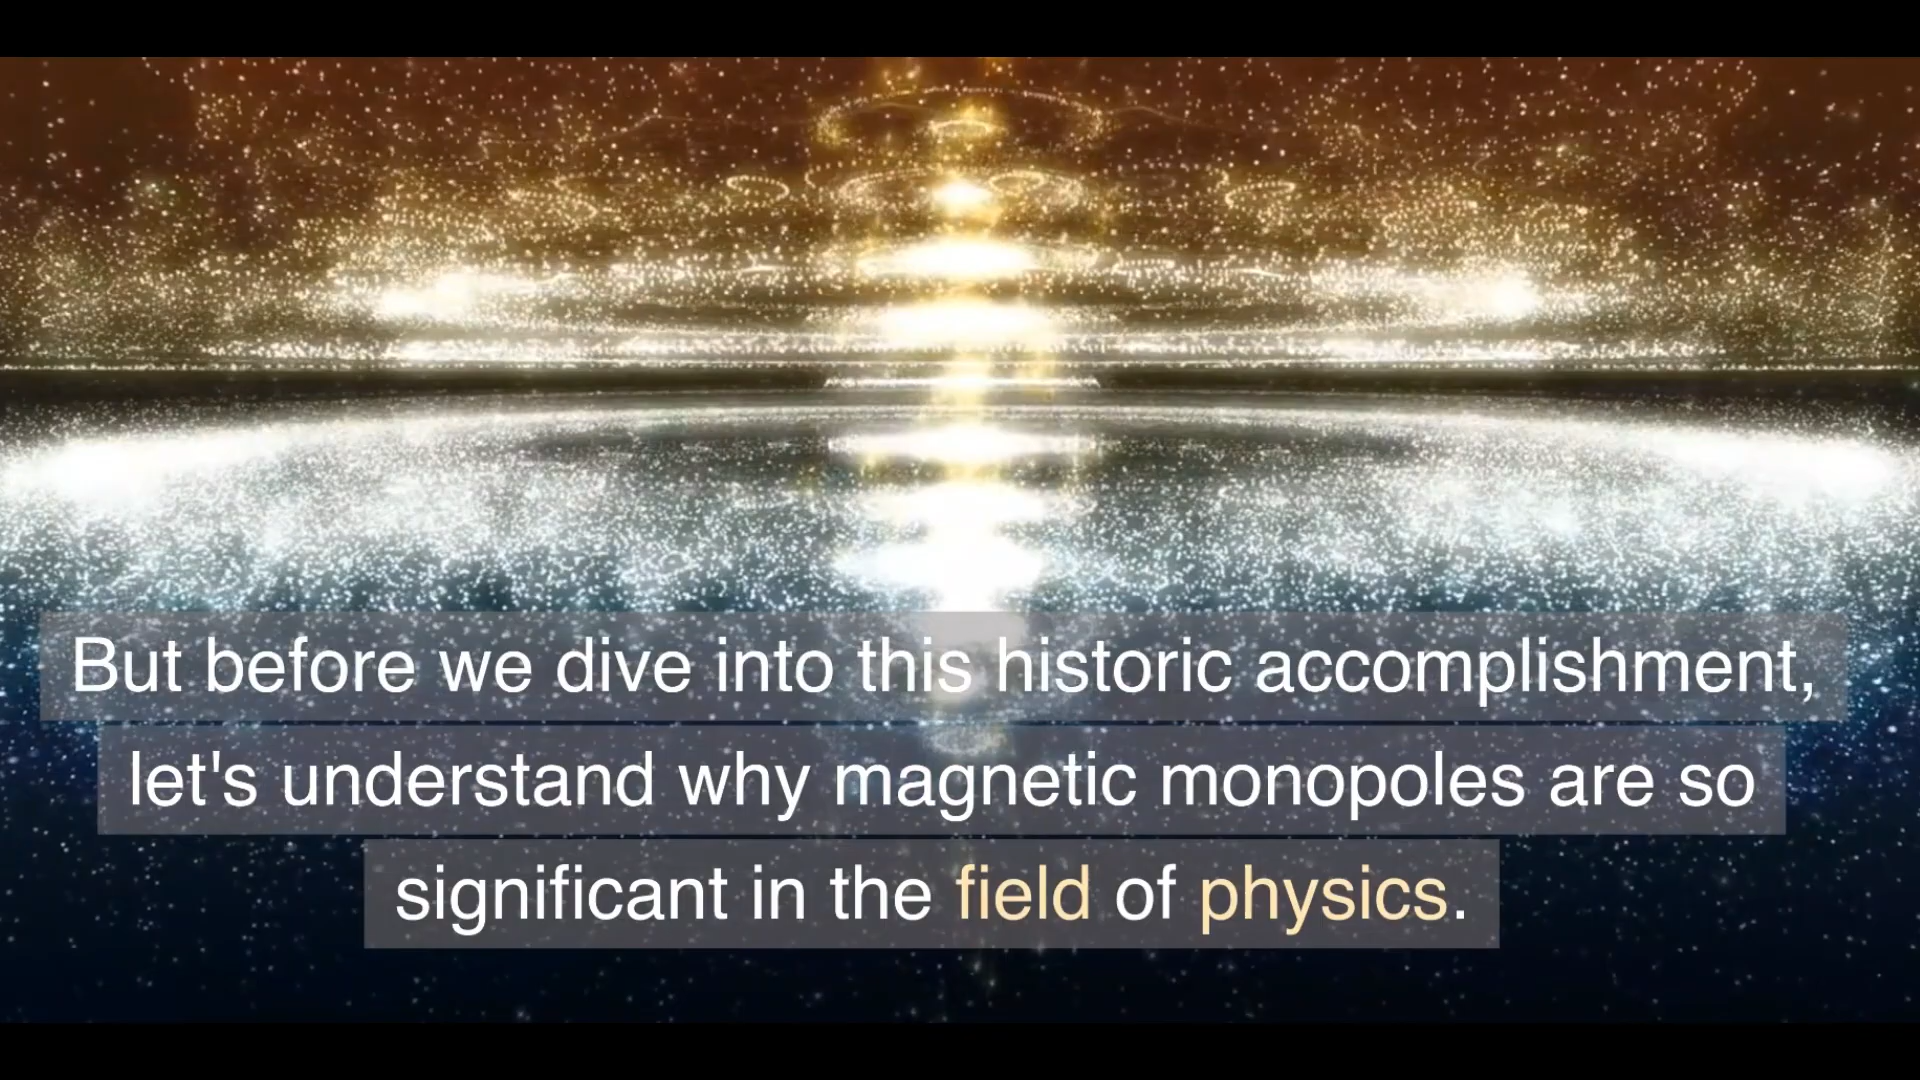 But before we dive into this historic accomplishment,
let's understand why magnetic monopoles are so
significant in the field of physics.